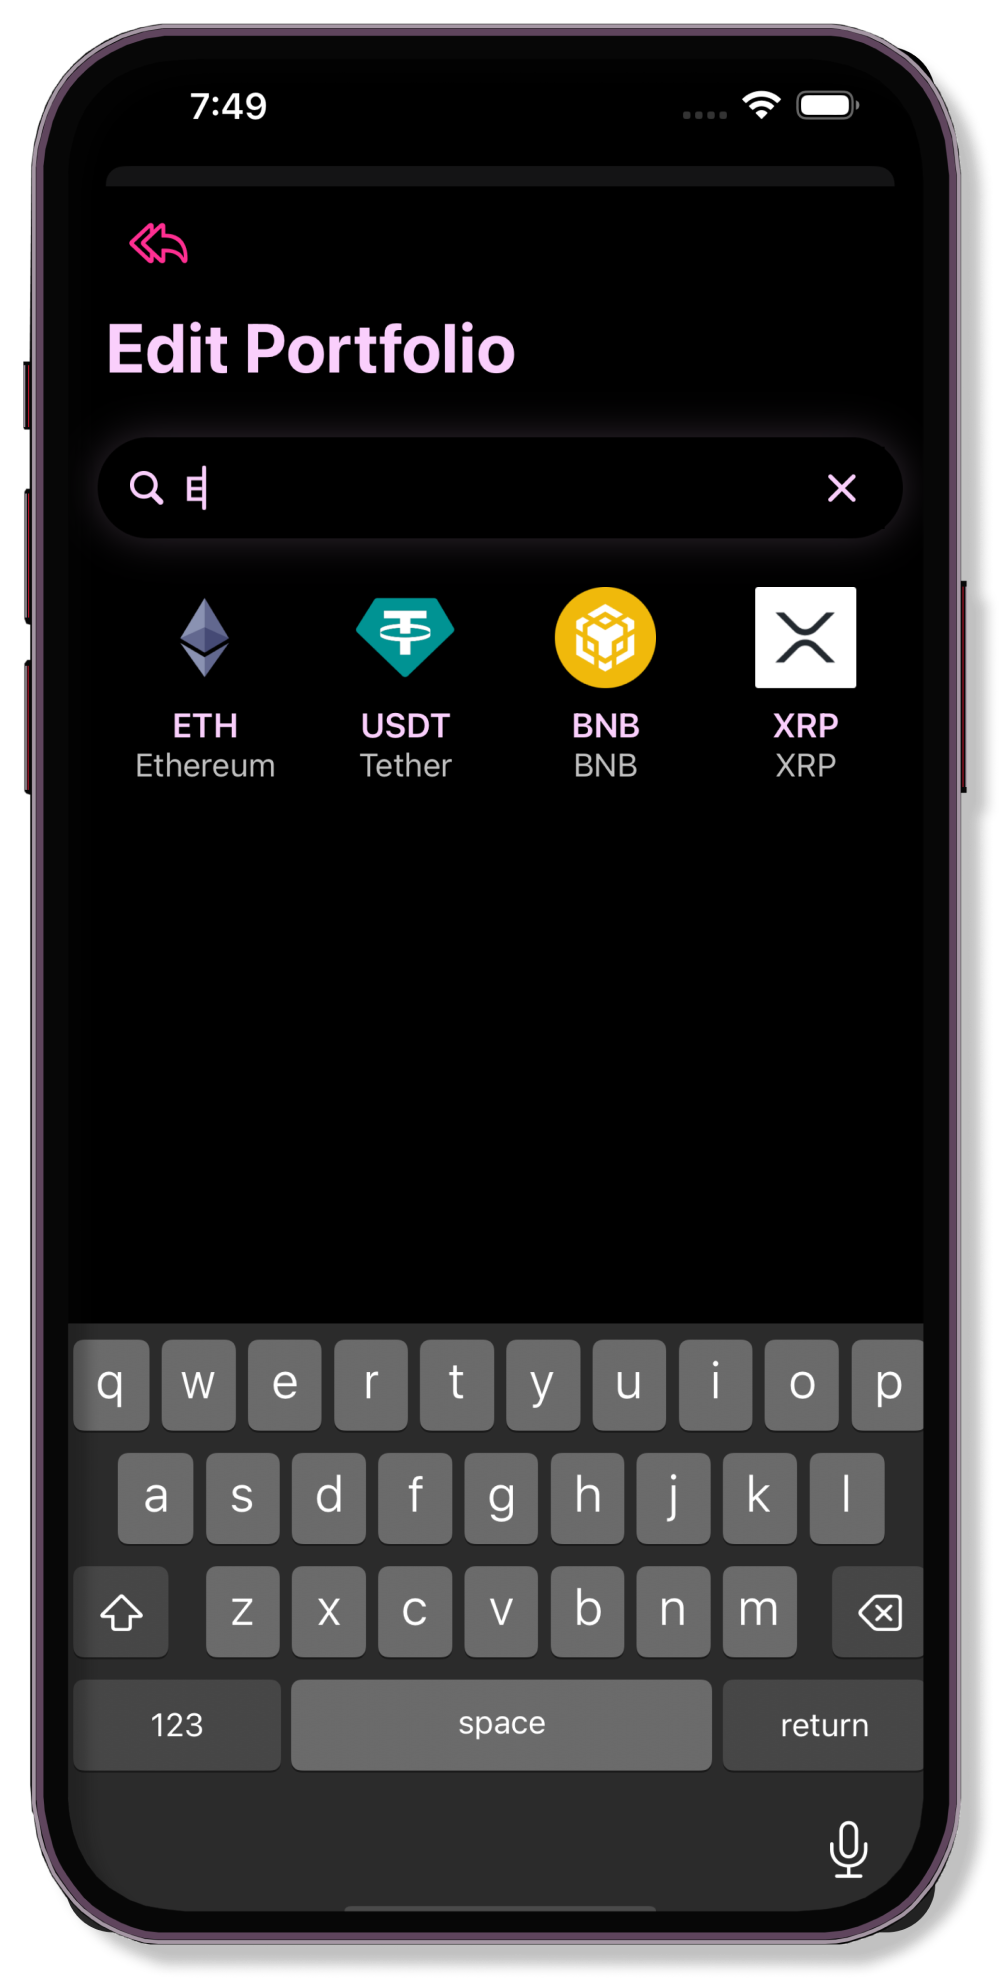 7:49
Edit Portfolio
E
ETH USDT BNB XRP
Ethereum Tether BNB XRP
q w e r t y u i o p
a s d f g h j k l
z x c v b n m
123 space return